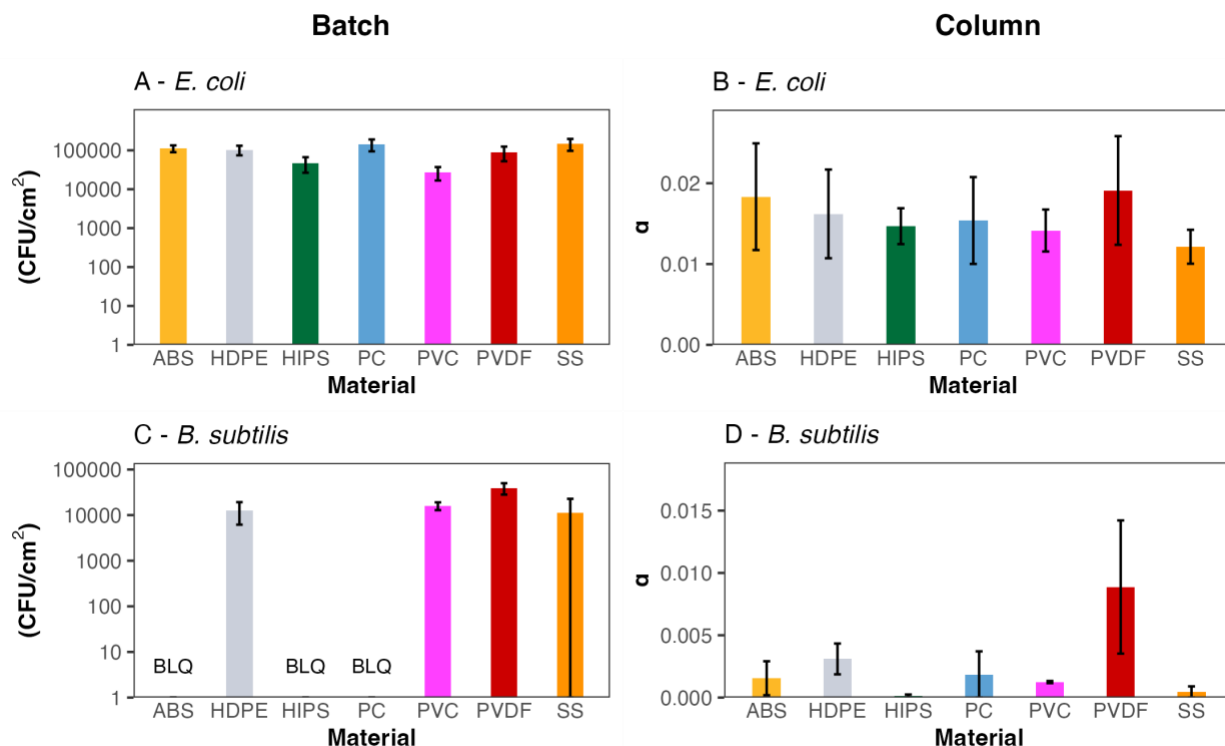 Batch
Column
A - E. coli
(CFU/cm²)
100000
10000
1000
100
10
1
ABS HDPE HIPS PC PVC PVDF SS
Material
B - E. coli
α
0.02
0.01
0.00
ABS HDPE HIPS PC PVC PVDF SS
Material
C - B. subtilis
(CFU/cm²)
100000
10000
1000
100
10
1
BLQ BLQ BLQ
ABS HDPE HIPS PC PVC PVDF SS
Material
D - B. subtilis
α
0.015
0.010
0.005
0.000
ABS HDPE HIPS PC PVC PVDF SS
Material